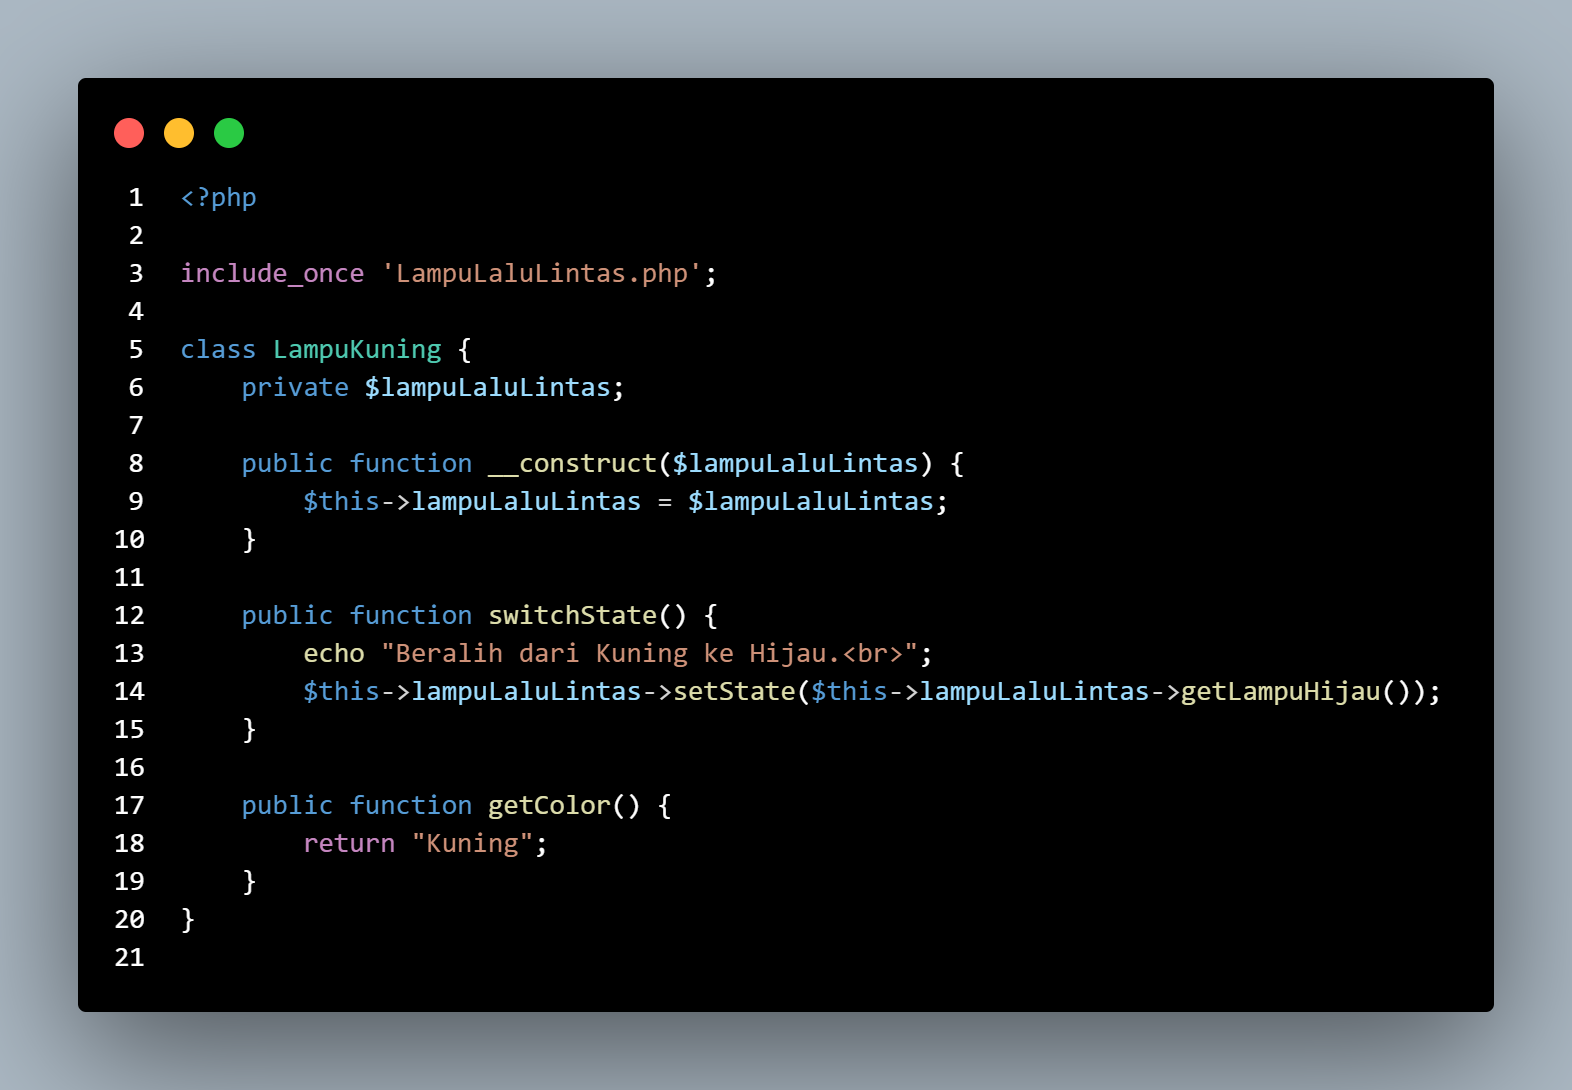 1 <?php
2
3 include_once 'LampuLaluLintas.php';
4
5 class LampuKuning {
6     private $lampuLaluLintas;
7
8     public function __construct($lampuLaluLintas) {
9         $this->lampuLaluLintas = $lampuLaluLintas;
10     }
11
12     public function switchState() {
13         echo "Beralih dari Kuning ke Hijau.<br>";
14         $this->lampuLaluLintas->setState($this->lampuLaluLintas->getLampuHijau());
15     }
16
17     public function getColor() {
18         return "Kuning";
19     }
20 }
21